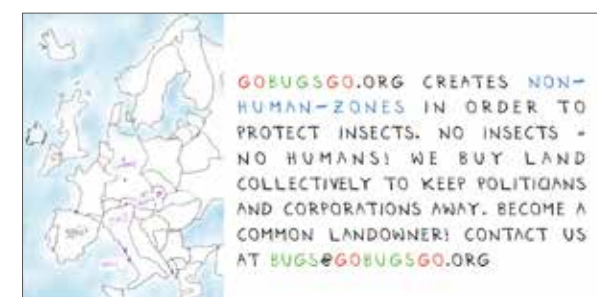 GOBUGSGO.ORG CREATES NON-
HUMAN-ZONES IN ORDER TO
PROTECT INSECTS. NO INSECTS -
NO HUMANS! WE BUY LAND
COLLECTIVELY TO KEEP POLITICIANS
AND CORPORATIONS AWAY. BECOME A
COMMON LANDOWNER! CONTACT US
AT BUGS@GOBUGSGO.ORG